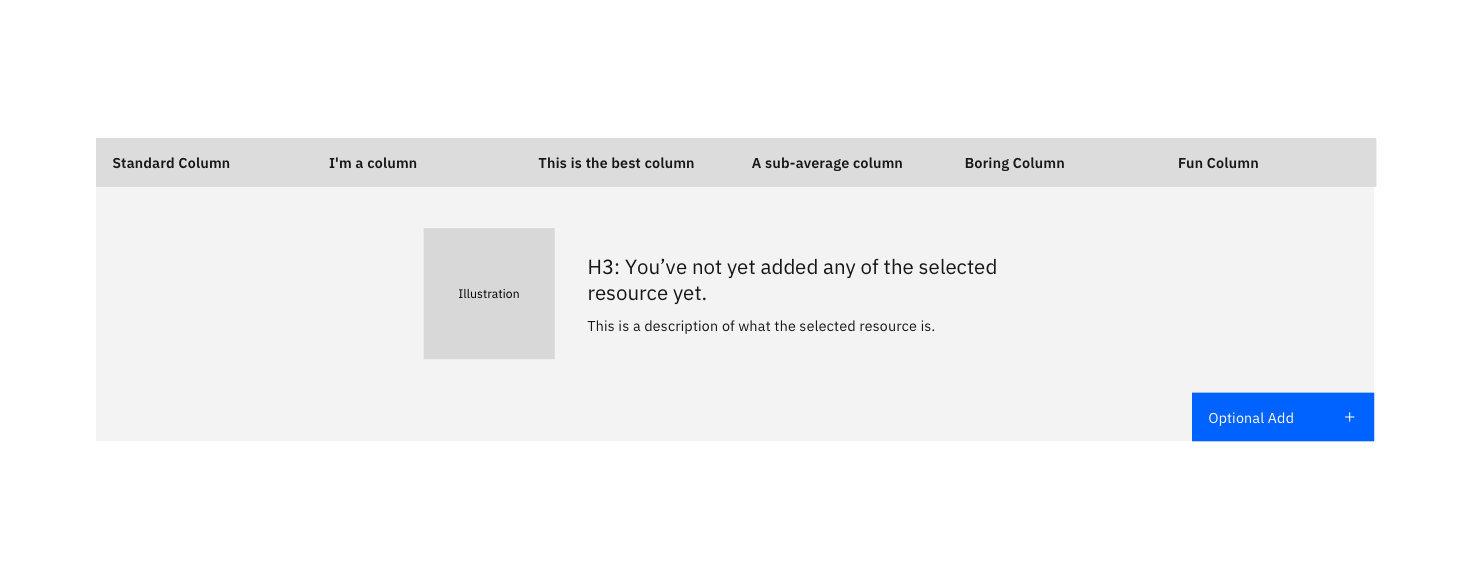 Standard Column I'm a column This is the best column A sub-average column Boring Column Fun Column
Illustration
H3: You’ve not yet added any of the selected
resource yet.
This is a description of what the selected resource is.
Optional Add +